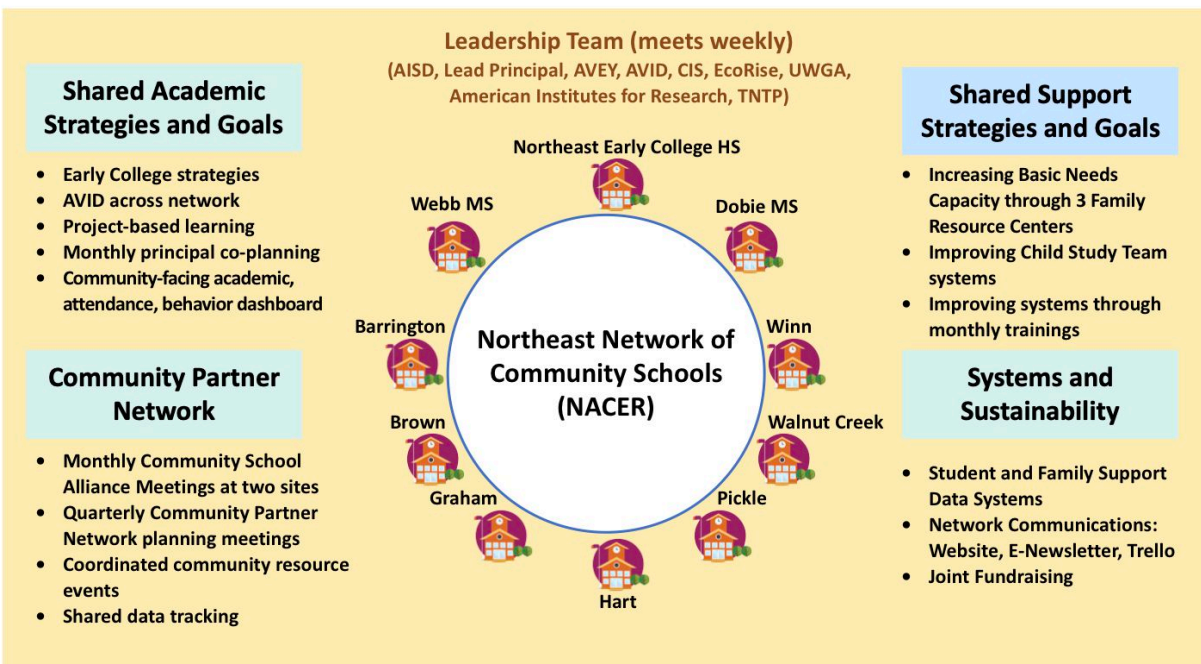 Leadership Team (meets weekly)
(AISD, Lead Principal, AVEY, AVID, CIS, EcoRise, UWGA,
American Institutes for Research, TNTP)
Shared Academic
Strategies and Goals
• Early College strategies
• AVID across network
• Project-based learning
• Monthly principal co-planning
• Community-facing academic,
attendance, behavior dashboard
Community Partner
Network
• Monthly Community School
Alliance Meetings at two sites
• Quarterly Community Partner
Network planning meetings
• Coordinated community resource
events
• Shared data tracking
Northeast Early College HS
Webb MS
Dobie MS
Barrington
Winn
Northeast Network of
Community Schools
(NACER)
Brown
Walnut Creek
Graham
Pickle
Hart
Shared Support
Strategies and Goals
• Increasing Basic Needs
Capacity through 3 Family
Resource Centers
• Improving Child Study Team
systems
• Improving systems through
monthly trainings
Systems and
Sustainability
• Student and Family Support
Data Systems
• Network Communications:
Website, E-Newsletter, Trello
• Joint Fundraising